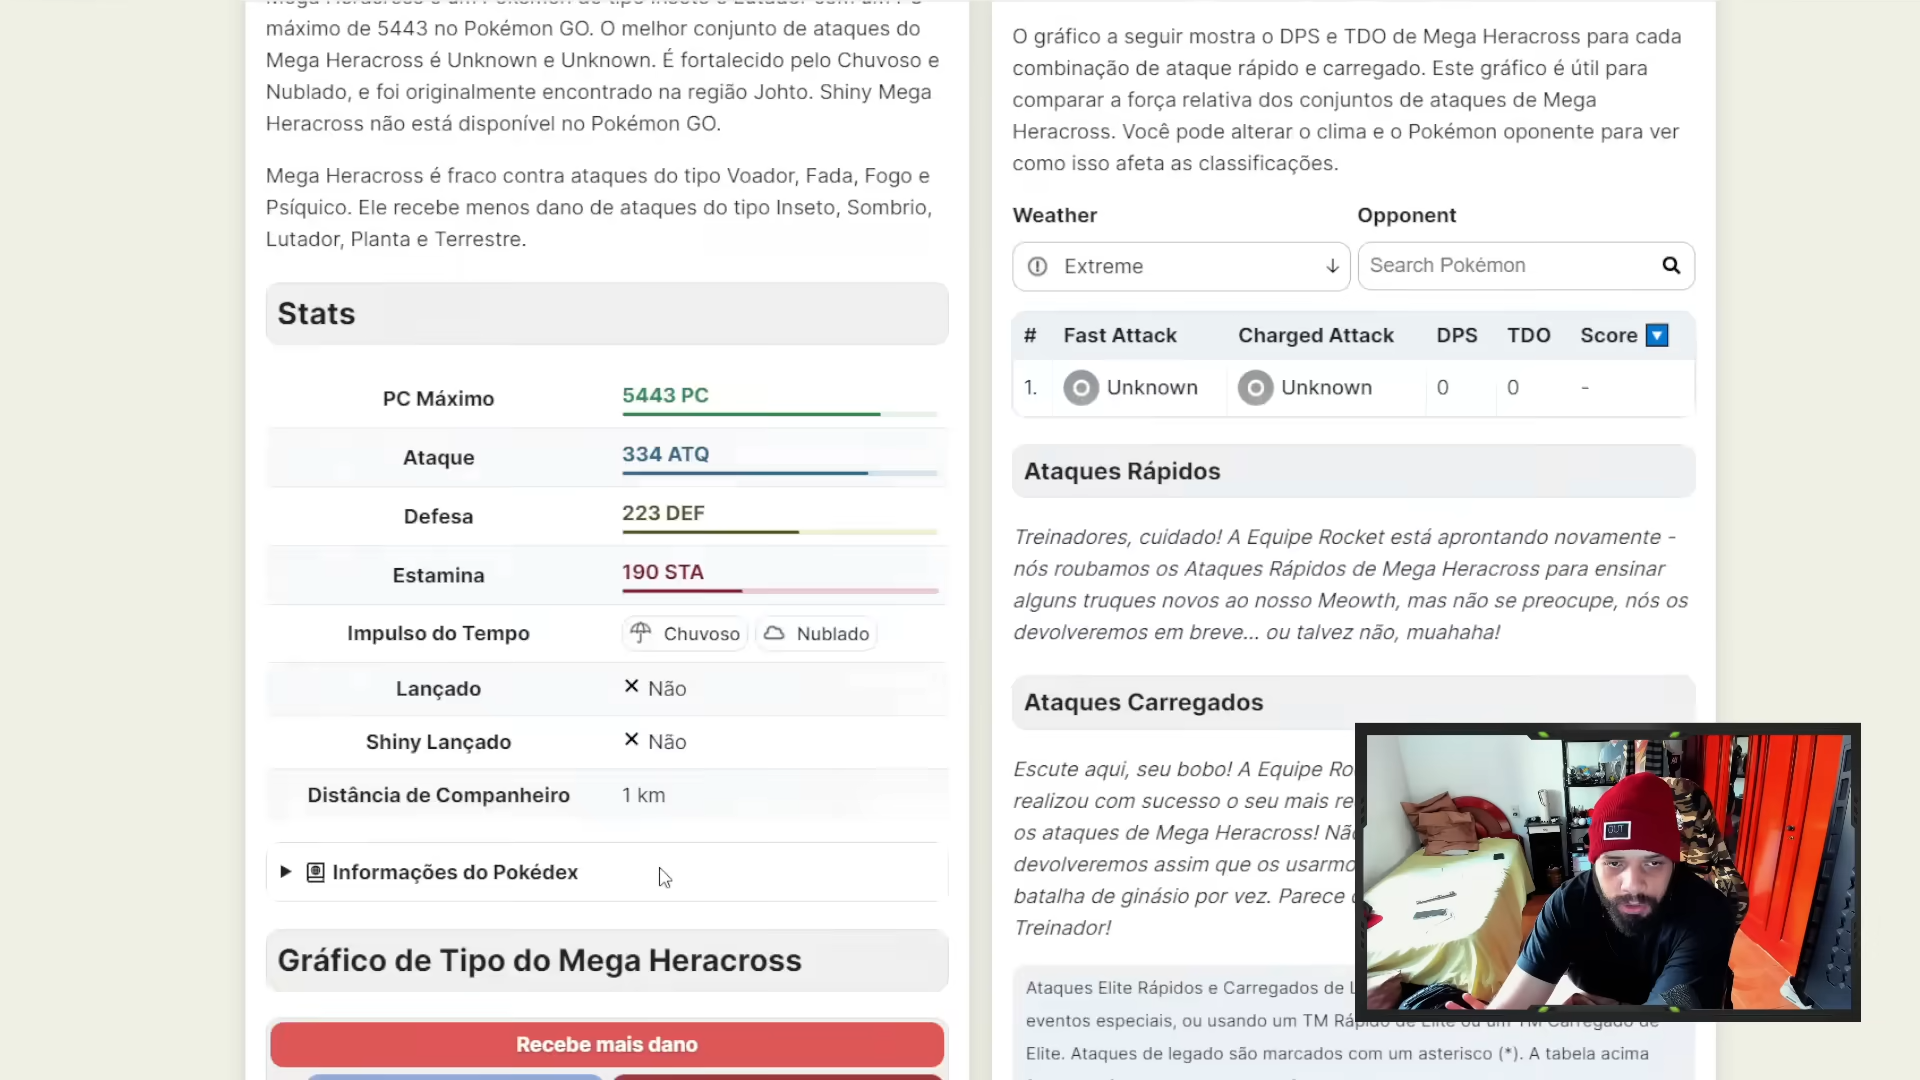 máximo de 5443 no Pokémon GO. O melhor conjunto de ataques do
Mega Heracross é Unknown e Unknown. É fortalecido pelo Chuvoso e
Nublado, e foi originalmente encontrado na região Johto. Shiny Mega
Heracross não está disponível no Pokémon GO.
Mega Heracross é fraco contra ataques do tipo Voador, Fada, Fogo e
Psíquico. Ele recebe menos dano de ataques do tipo Inseto, Sombrio,
Lutador, Planta e Terrestre.
Stats
PC Máximo 5443 PC
Ataque 334 ATQ
Defesa 223 DEF
Estamina 190 STA
Impulso do Tempo Chuvoso Nublado
Lançado Não
Shiny Lançado Não
Distância de Companheiro 1 km
Informações do Pokédex
Gráfico de Tipo do Mega Heracross
Recebe mais dano
O gráfico a seguir mostra o DPS e TDO de Mega Heracross para cada
combinação de ataque rápido e carregado. Este gráfico é útil para
comparar a força relativa dos conjuntos de ataques de Mega
Heracross. Você pode alterar o clima e o Pokémon oponente para ver
como isso afeta as classificações.
Weather Opponent
Extreme Search Pokémon
# Fast Attack Charged Attack DPS TDO Score
1. Unknown Unknown 0 0 -
Ataques Rápidos
Treinadores, cuidado! A Equipe Rocket está aprontando novamente -
nós roubamos os Ataques Rápidos de Mega Heracross para ensinar
alguns truques novos ao nosso Meowth, mas não se preocupe, nós os
devolveremos em breve... ou talvez não, muahaha!
Ataques Carregados
Escute aqui, seu bobo! A Equipe Ro
realizou com sucesso o seu mais re
os ataques de Mega Heracross! Nã
devolveremos assim que os usarmo
batalha de ginásio por vez. Parece
Treinador!
Ataques Elite Rápidos e Carregados de
eventos especiais, ou usando um TM Rápido de Elite ou um TM Carregado de
Elite. Ataques de legado são marcados com um asterisco (*). A tabela acima